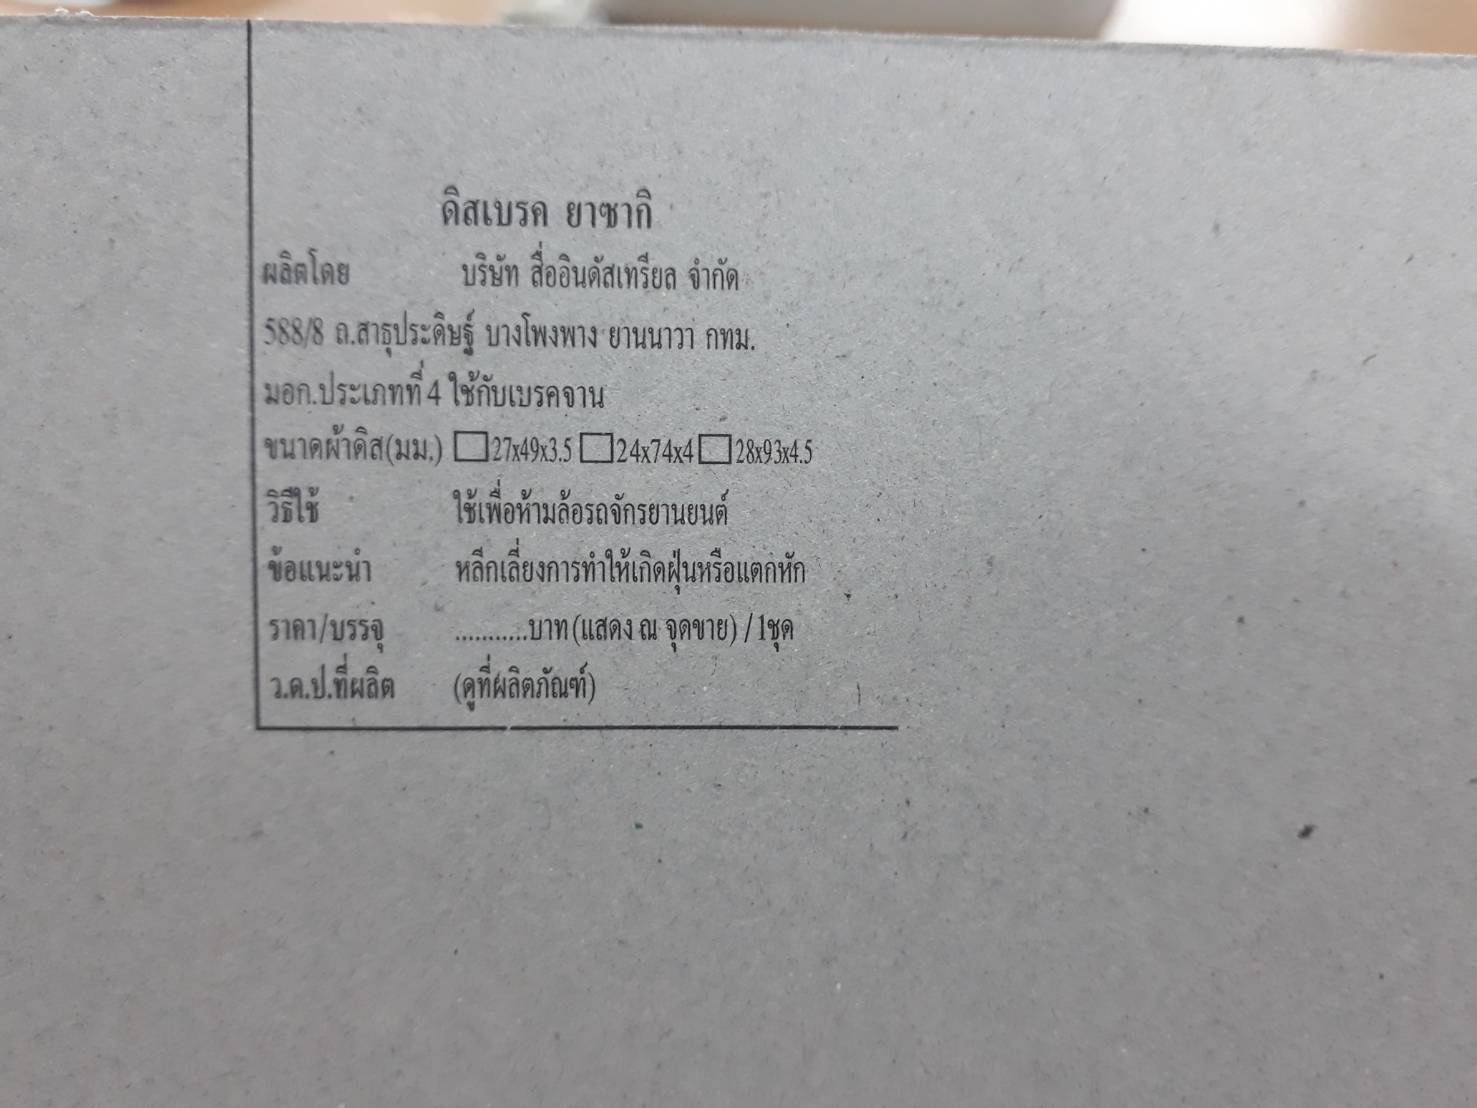 ดิสเบรค ยาซากิ
ผลิตโดย บริษัท สื่ออินดัสเทรียล จำกัด
588/8 ถ.สาธุประดิษฐ์ บางโพงพาง ยานนาวา กทม.
มอก.ประเภทที่ 4 ใช้กับเบรคจาน
ขนาดผ้าดิส(มม.) ☐27x49x3.5 ☐24x74x4 ☐28x93x4.5
วิธีใช้ ใช้เพื่อห้ามล้อรถจักรยานยนต์
ข้อแนะนำ หลีกเลี่ยงการทำให้เกิดฝุ่นหรือแตกหัก
ราคา/บรรจุ ...........บาท(แสดง ณ จุดขาย) / 1ชุด
ว.ด.ป.ที่ผลิต (ดูที่ผลิตภัณฑ์)